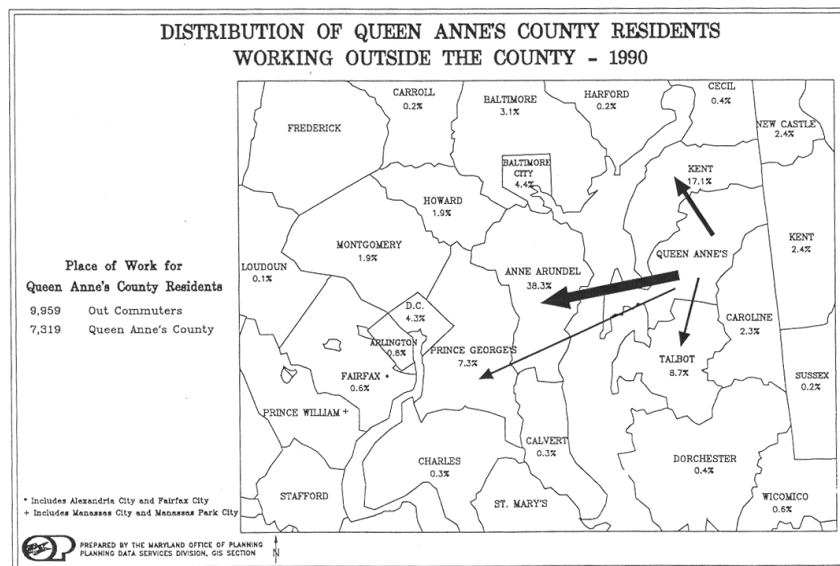 DISTRIBUTION OF QUEEN ANNE'S COUNTY RESIDENTS
WORKING OUTSIDE THE COUNTY - 1990
CARROLL
0.2%
BALTIMORE
3.1%
HARFORD
0.2%
CECIL
0.4%
FREDERICK
NEW CASTLE
2.4%
BALTIMORE
CITY
4.4%
KENT
17.1%
HOWARD
1.9%
MONTGOMERY
1.9%
QUEEN ANNE'S
KENT
2.4%
LOUDOUN
0.1%
ANNE ARUNDEL
38.3%
Place of Work for
Queen Anne's County Residents
9,959 Out Commuters
7,319 Queen Anne's County
D.C.
4.3%
CAROLINE
2.3%
ARLINGTON
0.8%
PRINCE GEORGE'S
7.3%
TALBOT
8.7%
FAIRFAX *
0.6%
SUSSEX
0.2%
PRINCE WILLIAM +
CALVERT
0.3%
CHARLES
0.3%
DORCHESTER
0.4%
STAFFORD
ST. MARY'S
WICOMICO
0.6%
* Includes Alexandria City and Fairfax City
+ Includes Manassas City and Manassas Park City
OP
PREPARED BY THE MARYLAND OFFICE OF PLANNING
PLANNING DATA SERVICES DIVISION, GIS SECTION
N